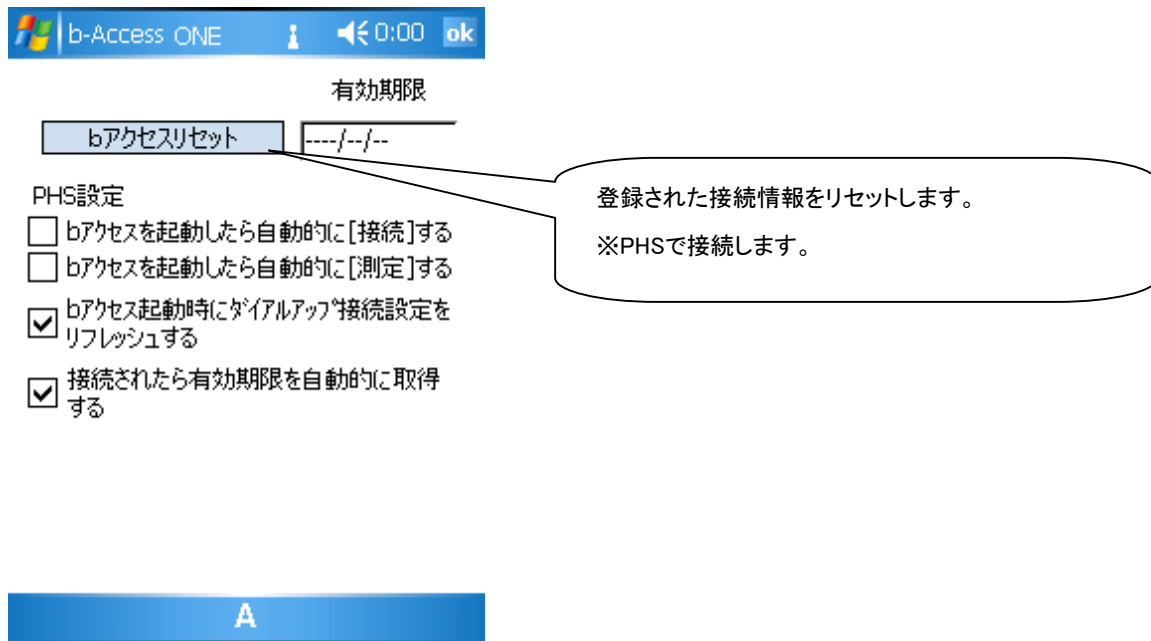 b-Access ONE 0:00 ok
有効期限
bアクセスリセット ----/--/--
PHS設定
bアクセスを起動したら自動的に[接続]する
bアクセスを起動したら自動的に[測定]する
bアクセス起動時にダイアルアップ接続設定を
リフレッシュする
接続されたら有効期限を自動的に取得
する
A
登録された接続情報をリセットします。
※PHSで接続します。